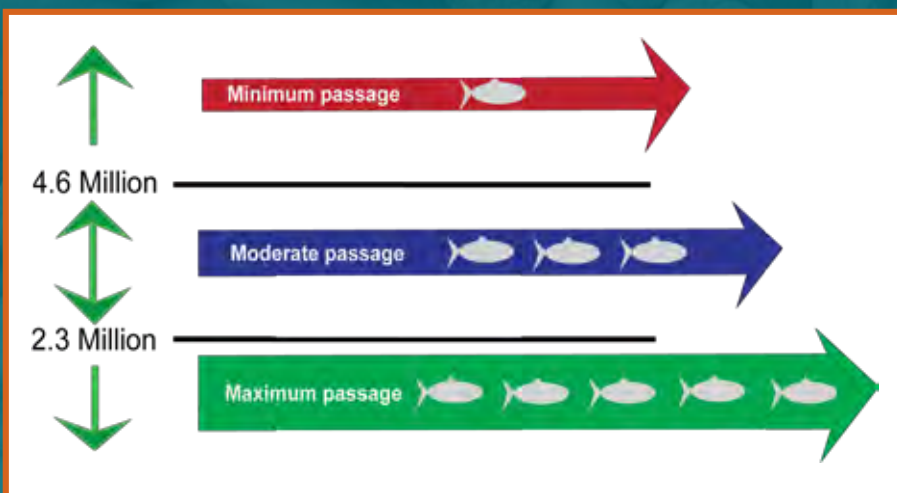 Minimum passage
4.6 Million
Moderate passage
2.3 Million
Maximum passage